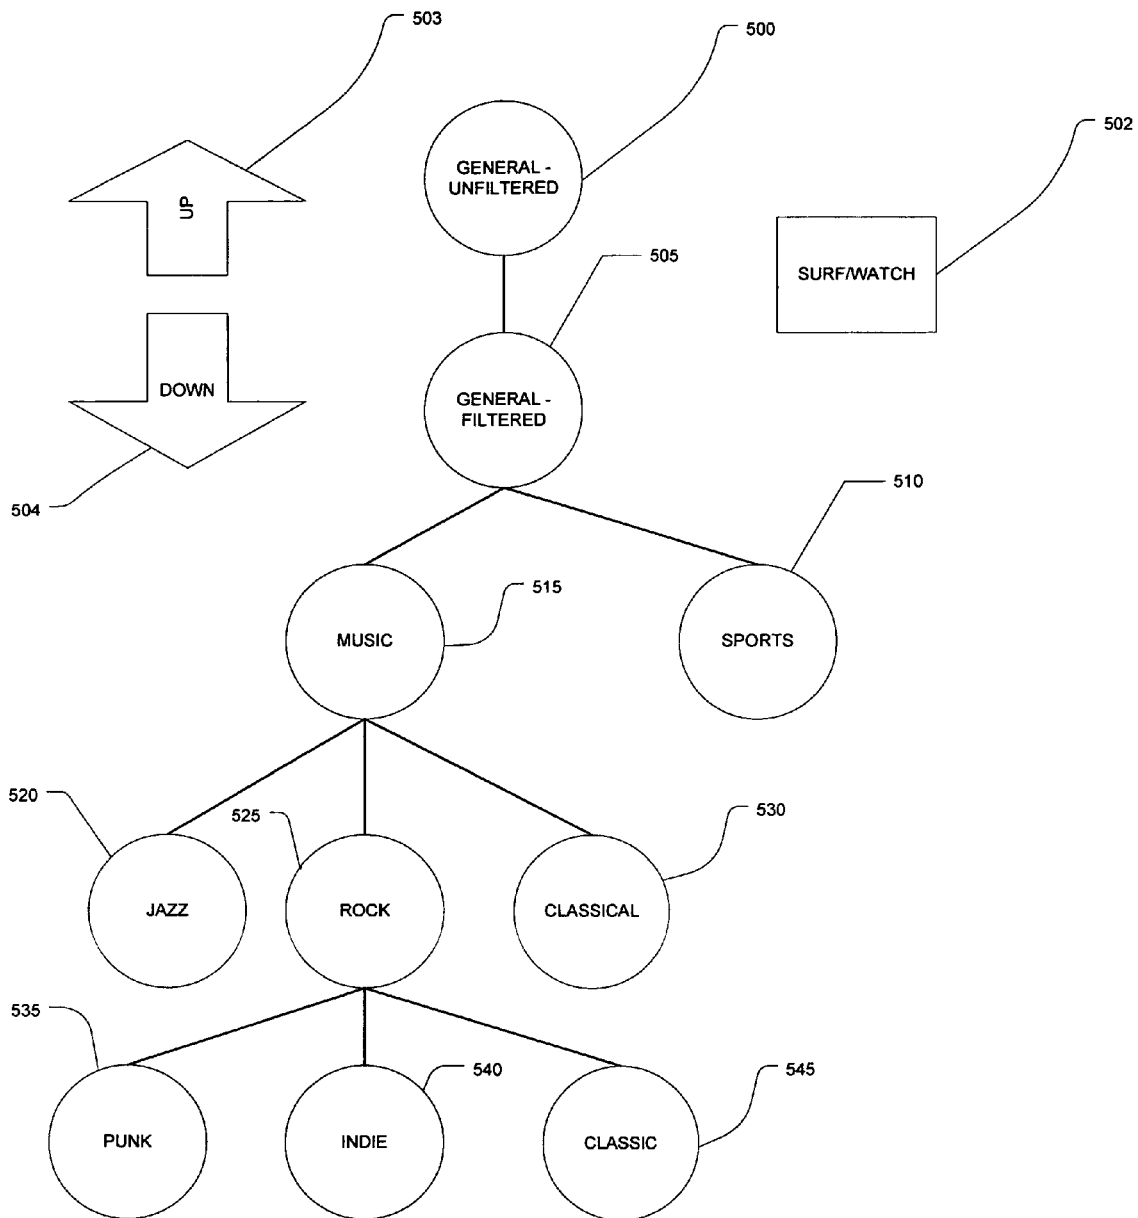 503
500
502
GENERAL -
UNFILTERED
UP
505
SURF/WATCH
DOWN
GENERAL -
FILTERED
504
510
515
MUSIC
SPORTS
520
525
530
JAZZ
ROCK
CLASSICAL
535
540
545
PUNK
INDIE
CLASSIC